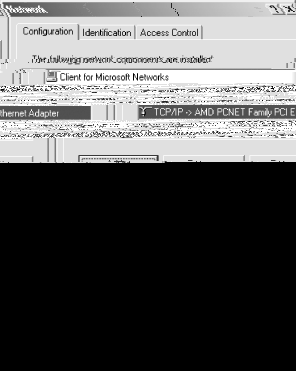 Network
Configuration Identification Access Control
The following network components are installed:
Client for Microsoft Networks
thernet Adapter TCP/IP -> AMD PCNET Family PCI E